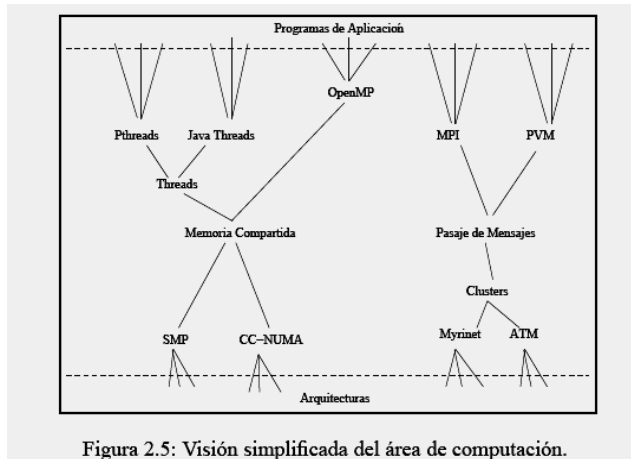 Programas de Aplicación
OpenMP
Pthreads Java Threads MPI PVM
Threads
Memoria Compartida Pasaje de Mensajes
Clusters
SMP CC-NUMA Myrinet ATM
Arquitecturas
Figura 2.5: Visión simplificada del área de computación.